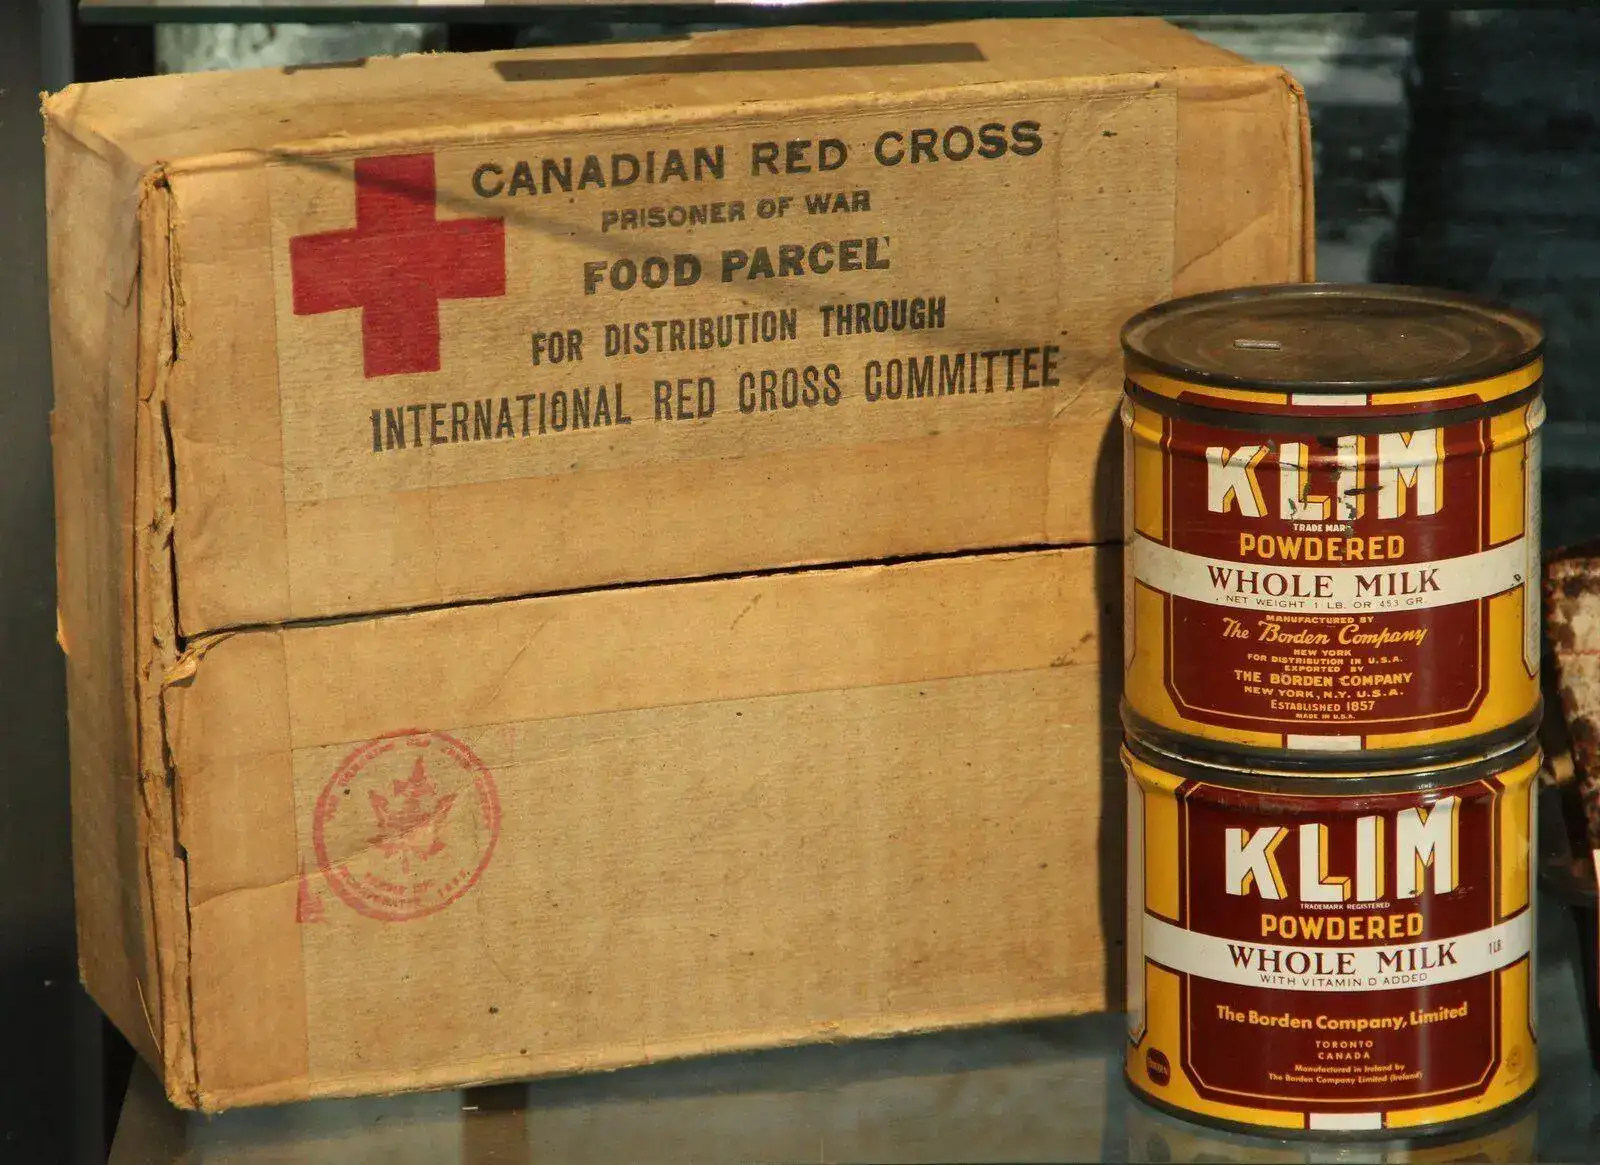 CANADIAN RED CROSS
PRISONER OF WAR
FOOD PARCEL
FOR DISTRIBUTION THROUGH
INTERNATIONAL RED CROSS COMMITTEE
KLIM
TRADE MARK
POWDERED
WHOLE MILK
NET WEIGHT 1 LB. OR 453 GR.
MANUFACTURED BY
The Borden Company
NEW YORK
FOR DISTRIBUTION IN U.S.A.
EXPORTED BY
THE BORDEN COMPANY
NEW YORK, N.Y. U.S.A.
ESTABLISHED 1857
MADE IN U.S.A.
KLIM
TRADEMARK REGISTERED
POWDERED
WHOLE MILK 1 LB.
WITH VITAMIN D ADDED
The Borden Company, Limited
TORONTO
CANADA
Manufactured in Ireland by
The Borden Company Limited (Ireland)